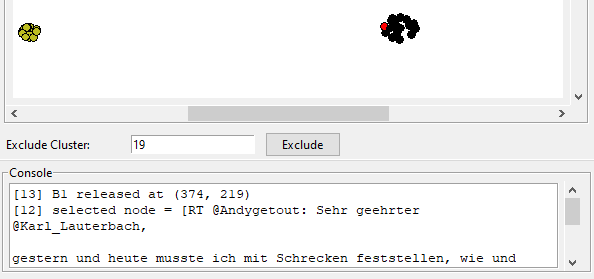 Exclude Cluster: 19 Exclude
Console
[13] B1 released at (374, 219)
[12] selected node = [RT @Andygetout: Sehr geehrter
@Karl_Lauterbach,
gestern und heute musste ich mit Schrecken feststellen, wie und